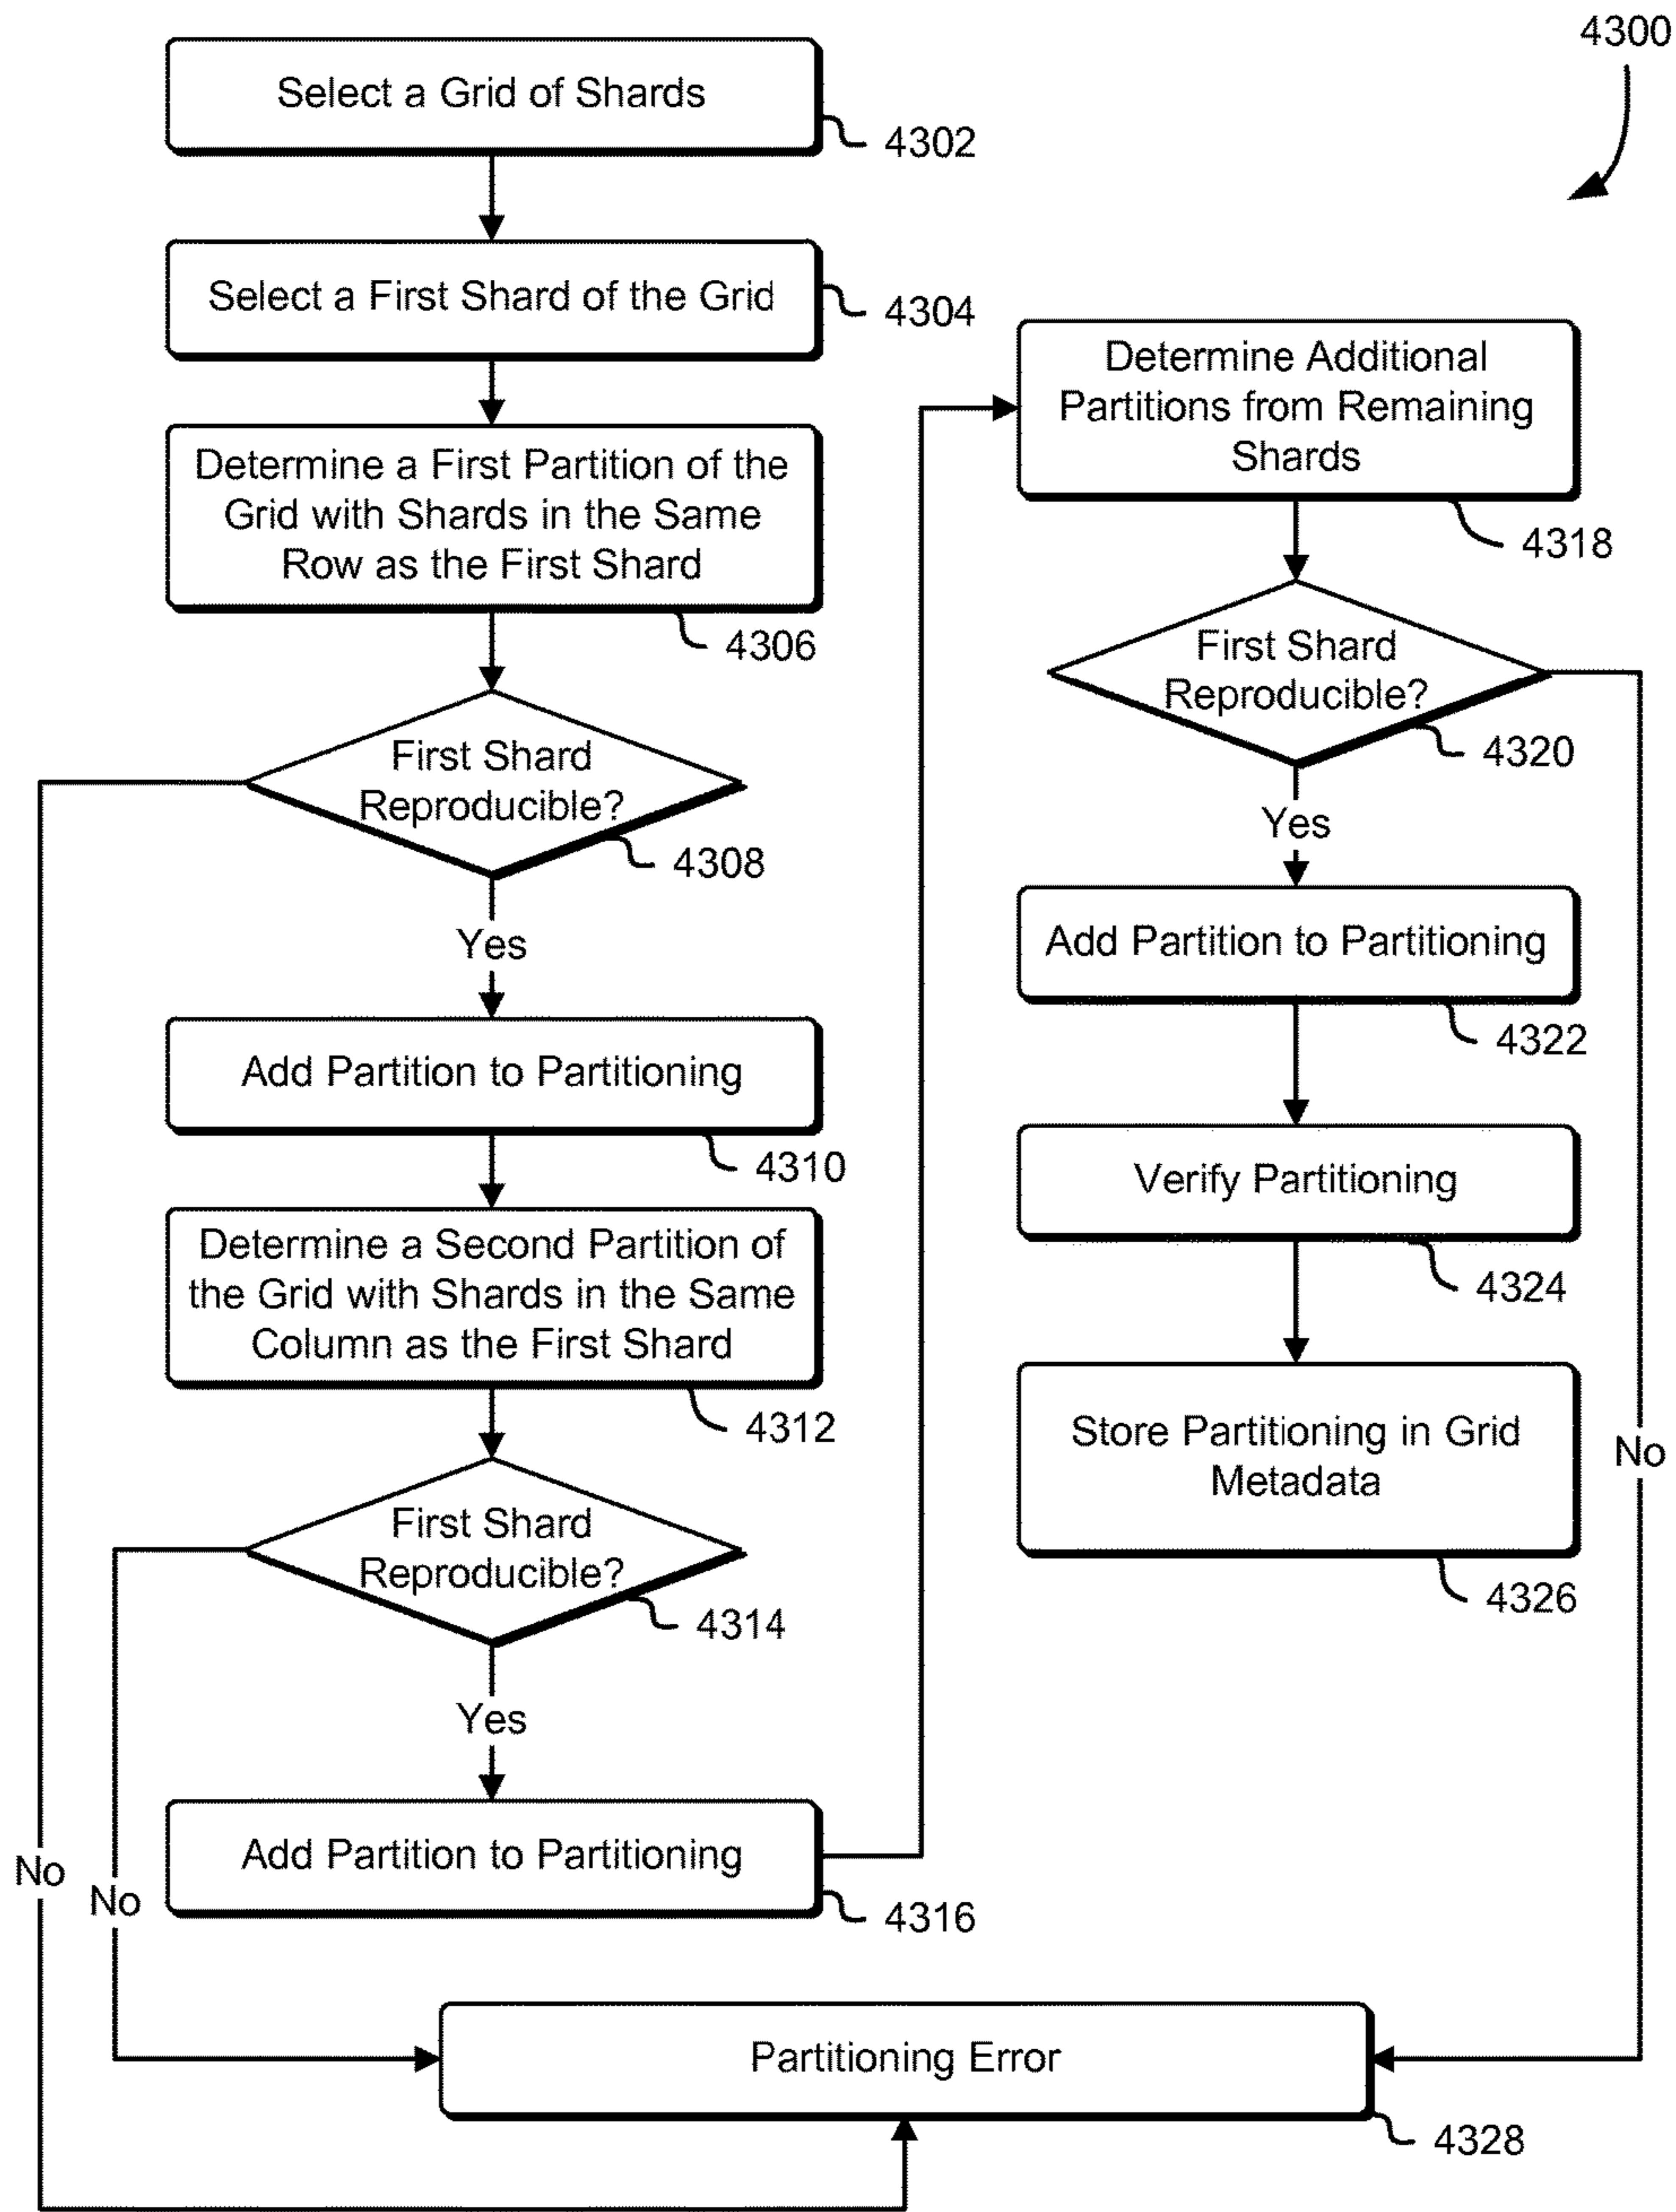 4300
Select a Grid of Shards
4302
Select a First Shard of the Grid
4304
Determine a First Partition of the
Grid with Shards in the Same
Row as the First Shard
4306
First Shard
Reproducible?
4308
Yes
No
Add Partition to Partitioning
4310
Determine a Second Partition of
the Grid with Shards in the Same
Column as the First Shard
4312
First Shard
Reproducible?
4314
Yes
No
Add Partition to Partitioning
4316
Determine Additional
Partitions from Remaining
Shards
4318
First Shard
Reproducible?
4320
Yes
No
Add Partition to Partitioning
4322
Verify Partitioning
4324
Store Partitioning in Grid
Metadata
4326
Partitioning Error
4328